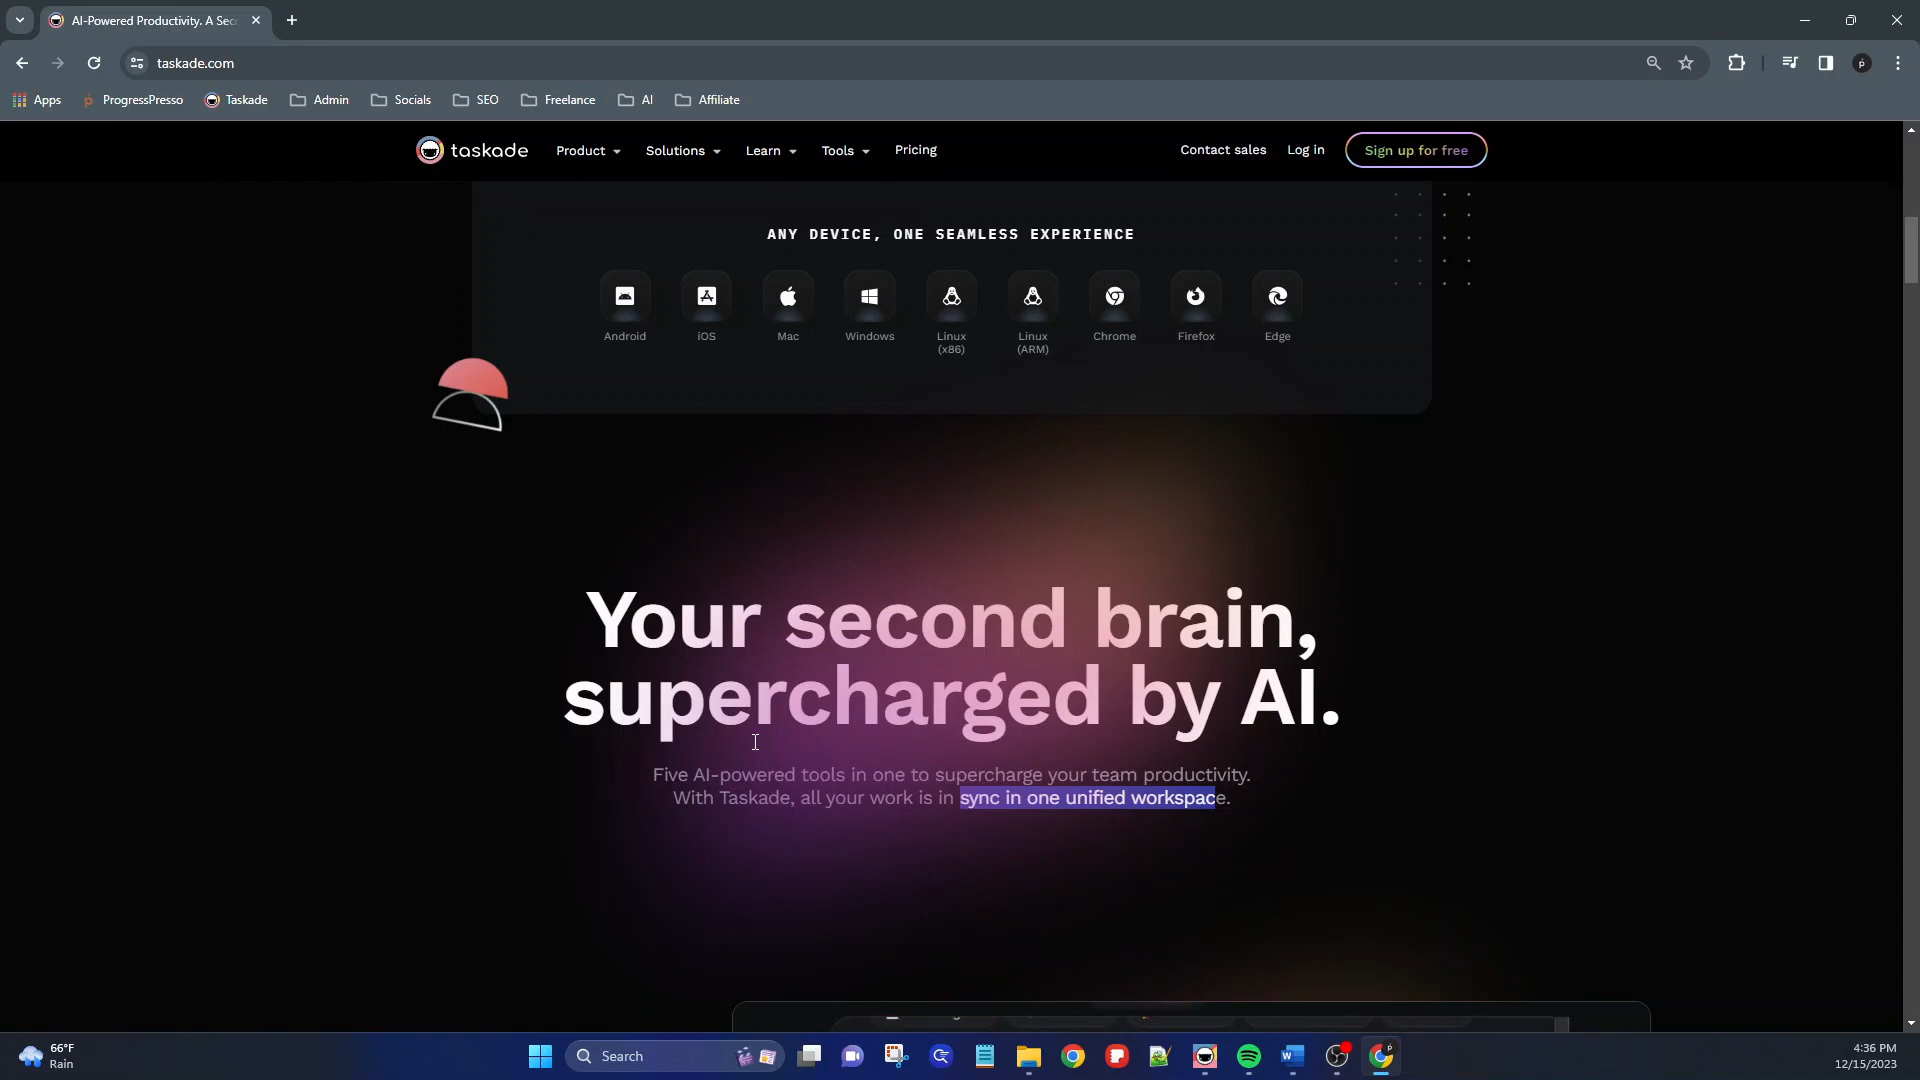 AI-Powered Productivity. A Sec
taskade.com
Apps
ProgressPresso
Taskade
Admin
Socials
SEO
Freelance
AI
Affiliate
taskade
Product
Solutions
Learn
Tools
Pricing
Contact sales
Log in
Sign up for free
ANY DEVICE, ONE SEAMLESS EXPERIENCE
Android
iOS
Mac
Windows
Linux
(x86)
Linux
(ARM)
Chrome
Firefox
Edge
Your second brain,
supercharged by AI.
Five AI-powered tools in one to supercharge your team productivity.
With Taskade, all your work is in sync in one unified workspace.
66°F
Rain
Search
4:36 PM
12/15/2023